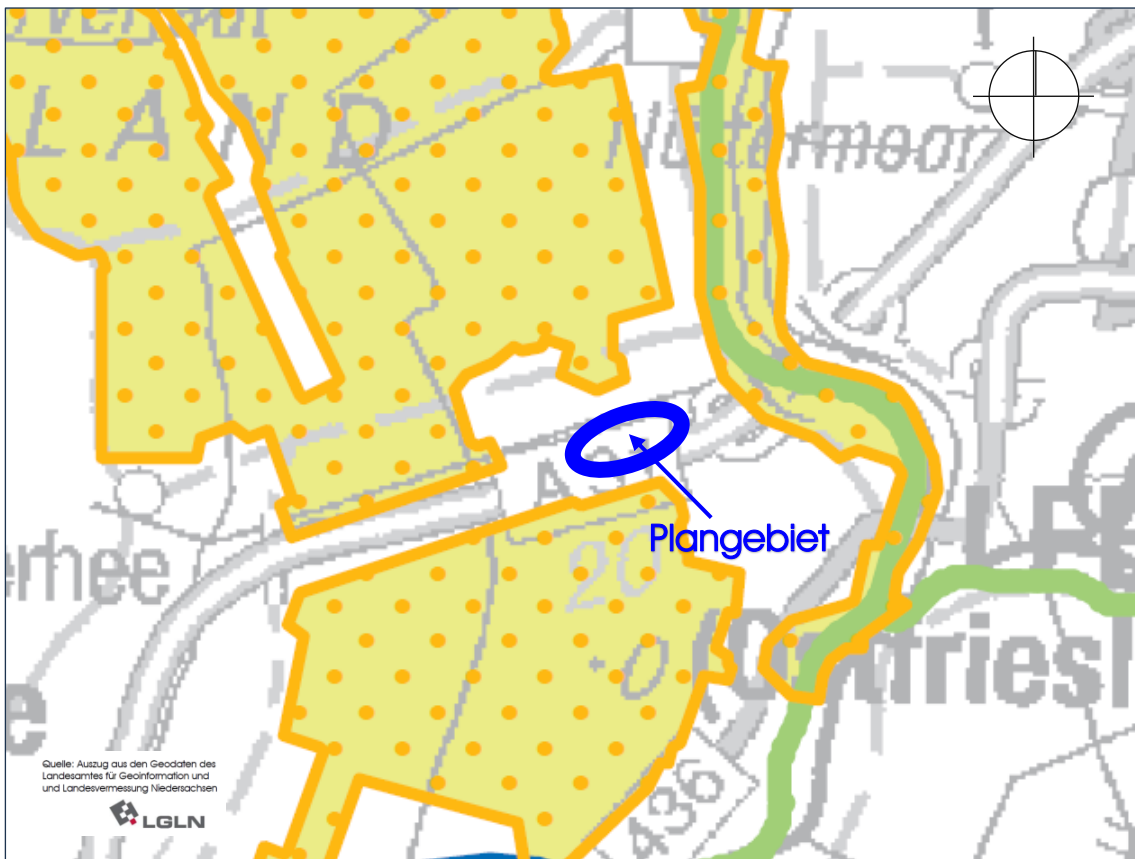 LAND
Nüttermoor
Plangebiet
20
erhee
Ostfriesl
436
e
Quelle: Auszug aus den Geodaten des
Landesamtes für Geoinformation und
und Landesvermessung Niedersachsen
LGLN